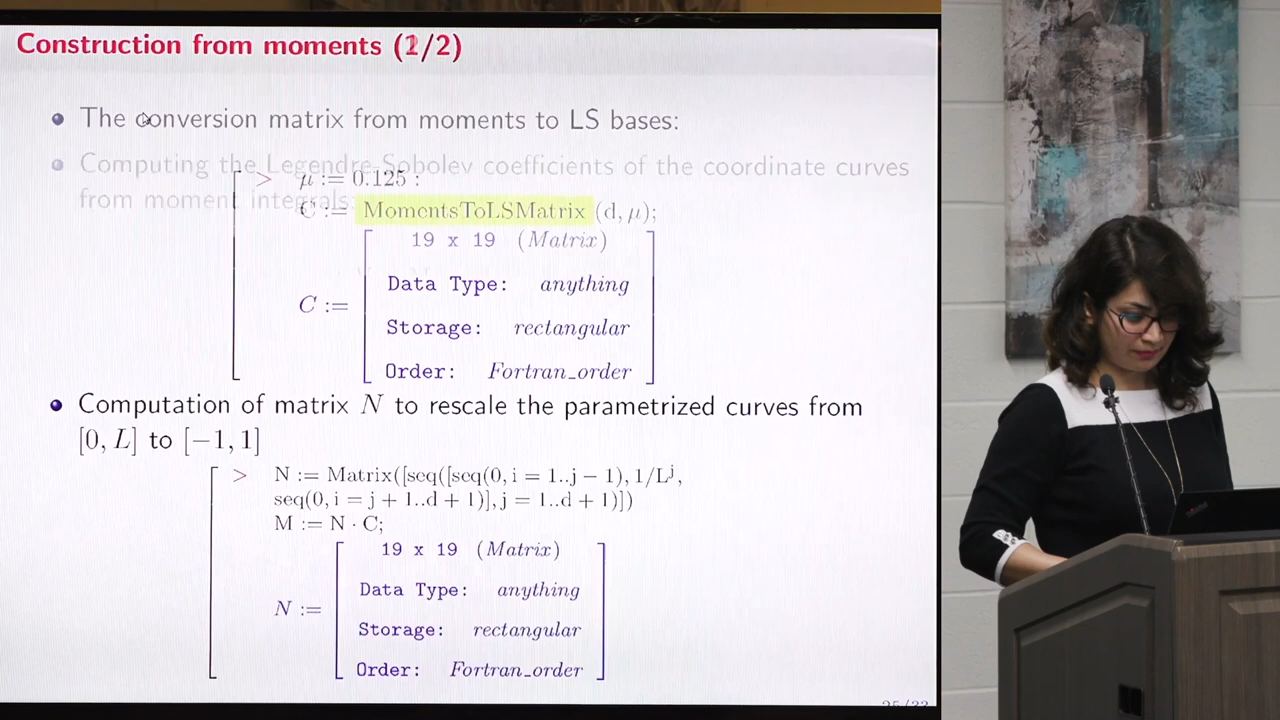 Construction from moments (1/2)
The conversion matrix from moments to LS bases:
Computing the Legendre-Sobolev coefficients of the coordinate curves
from moment integrals
> μ := 0.125 :
C := MomentsToLSMatrix (d, μ);
19 x 19 (Matrix)
Data Type: anything
C :=
Storage: rectangular
Order: Fortran_order
Computation of matrix N to rescale the parametrized curves from
[0, L] to [−1, 1]
> N := Matrix([seq([seq(0, i = 1..j − 1), 1/Lʲ,
seq(0, i = j + 1..d + 1)], j = 1..d + 1)])
M := N · C;
19 x 19 (Matrix)
Data Type: anything
N :=
Storage: rectangular
Order: Fortran_order